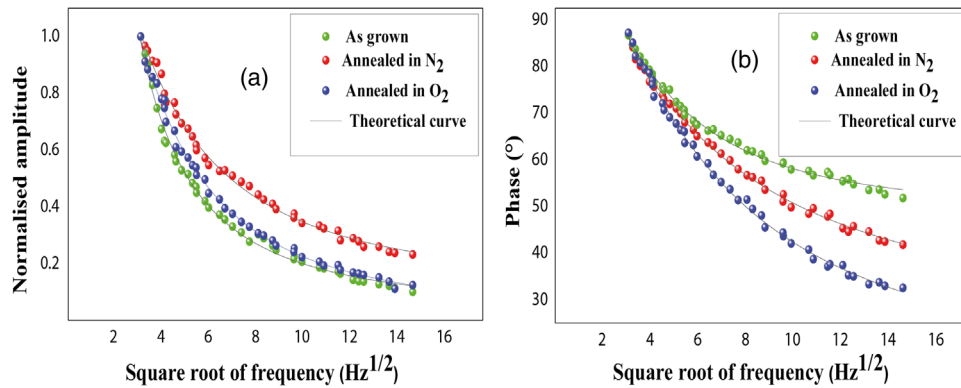 (a)
As grown
Annealed in N2
Annealed in O2
Theoretical curve
Normalised amplitude
1.0
0.8
0.6
0.4
0.2
2 4 6 8 10 12 14 16
Square root of frequency (Hz1/2)
(b)
As grown
Annealed in N2
Annealed in O2
Theoretical curve
Phase (°)
90
80
70
60
50
40
30
2 4 6 8 10 12 14 16
Square root of frequency (Hz1/2)